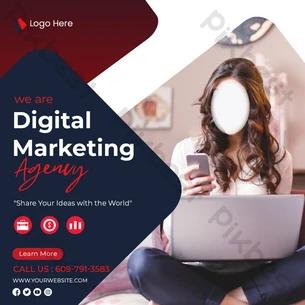 Logo Here
we are
Digital
Marketing
Agency
"Share Your Ideas with the World"
Learn More
CALL US : 609-791-3583
WWW.YOURWEBSITE.COM
pikbest